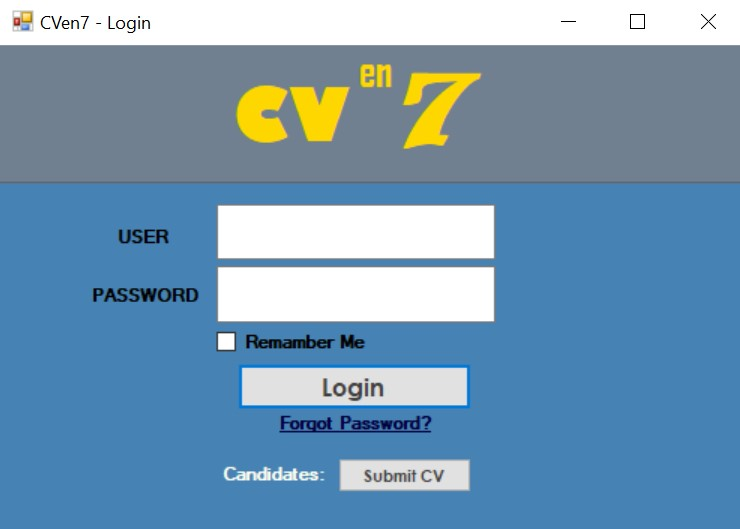 CVen7 - Login
CV en 7
USER
PASSWORD
Remamber Me
Login
Forgot Password?
Candidates: Submit CV